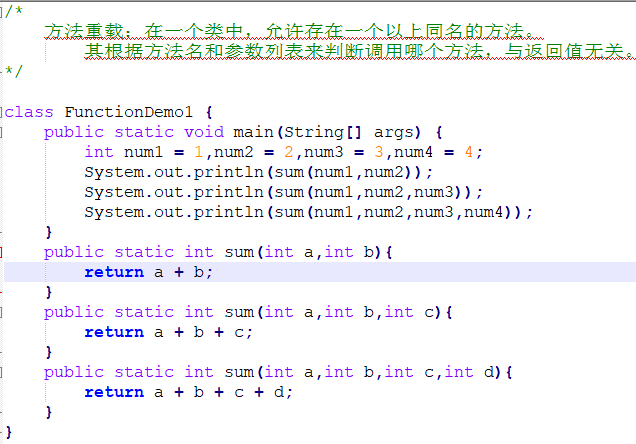 /*
    方法重载：在一个类中，允许存在一个以上同名的方法。
        其根据方法名和参数列表来判断调用哪个方法，与返回值无关。
*/
class FunctionDemo1 {
    public static void main(String[] args) {
        int num1 = 1,num2 = 2,num3 = 3,num4 = 4;
        System.out.println(sum(num1,num2));
        System.out.println(sum(num1,num2,num3));
        System.out.println(sum(num1,num2,num3,num4));
    }
    public static int sum(int a,int b){
        return a + b;
    }
    public static int sum(int a,int b,int c){
        return a + b + c;
    }
    public static int sum(int a,int b,int c,int d){
        return a + b + c + d;
    }
}